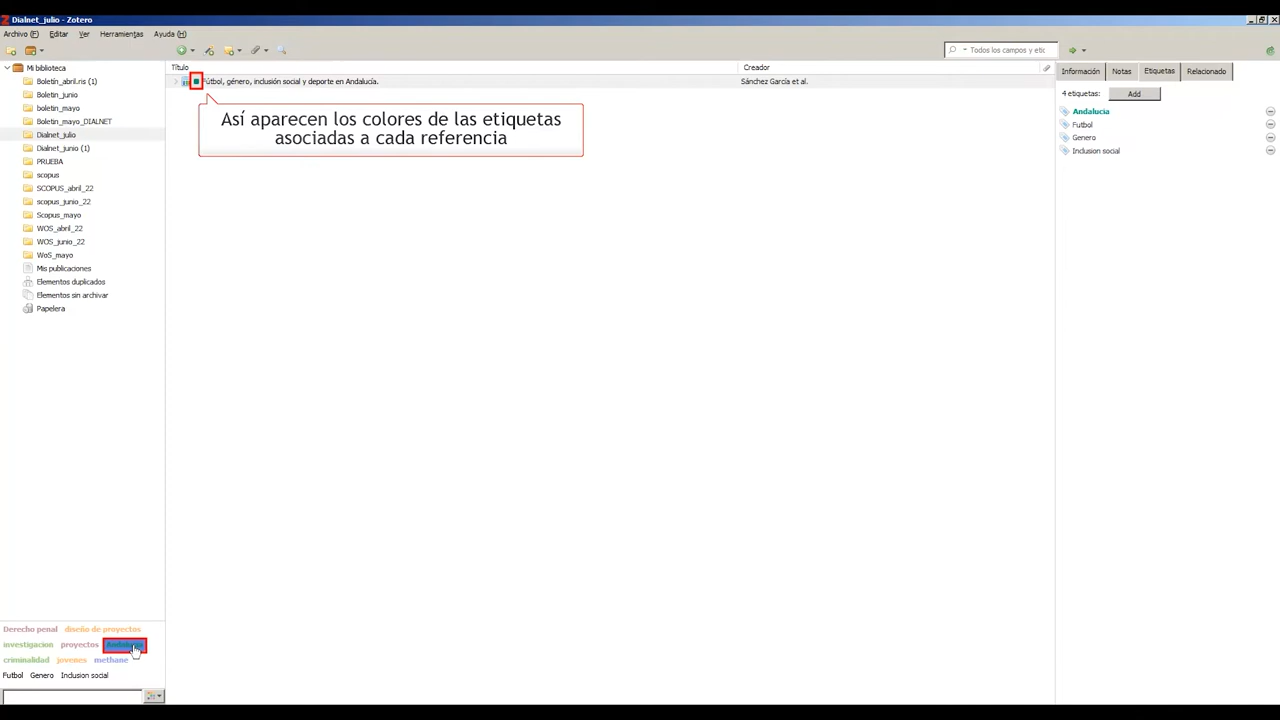 Dialnet_julio - Zotero
Archivo (F) Editar Ver Herramientas Ayuda (H)
Todos los campos y etic
Mi biblioteca
Boletín_abril.ris (1)
Boletin_junio
boletin_mayo
Boletin_mayo_DIALNET
Dialnet_julio
Dialnet_junio (1)
PRUEBA
scopus
SCOPUS_abril_22
scopus_junio_22
Scopus_mayo
WOS_abril_22
WOS_junio_22
WoS_mayo
Mis publicaciones
Elementos duplicados
Elementos sin archivar
Papelera
Título Creador
Fútbol, género, inclusión social y deporte en Andalucía. Sánchez García et al.
Así aparecen los colores de las etiquetas
asociadas a cada referencia
Información Notas Etiquetas Relacionado
4 etiquetas: Add
Andalucia
Futbol
Genero
Inclusion social
Derecho penal diseño de proyectos
investigacion proyectos Andalucia
criminalidad jovenes methane
Futbol Genero Inclusion social